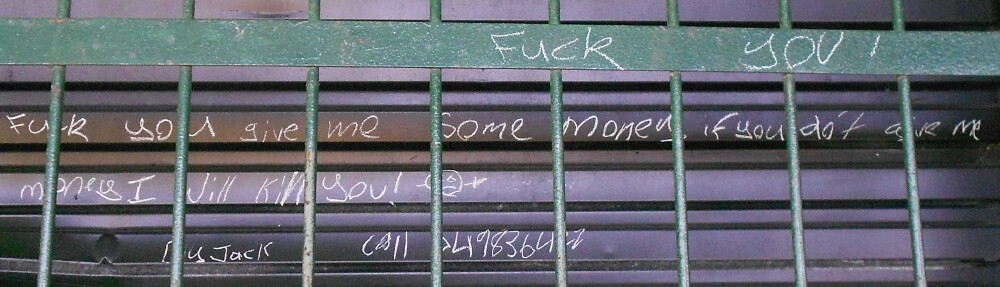 Fuck you!
Fuck you give me some money, if you do't give me
money I will kill you!
By Jack call